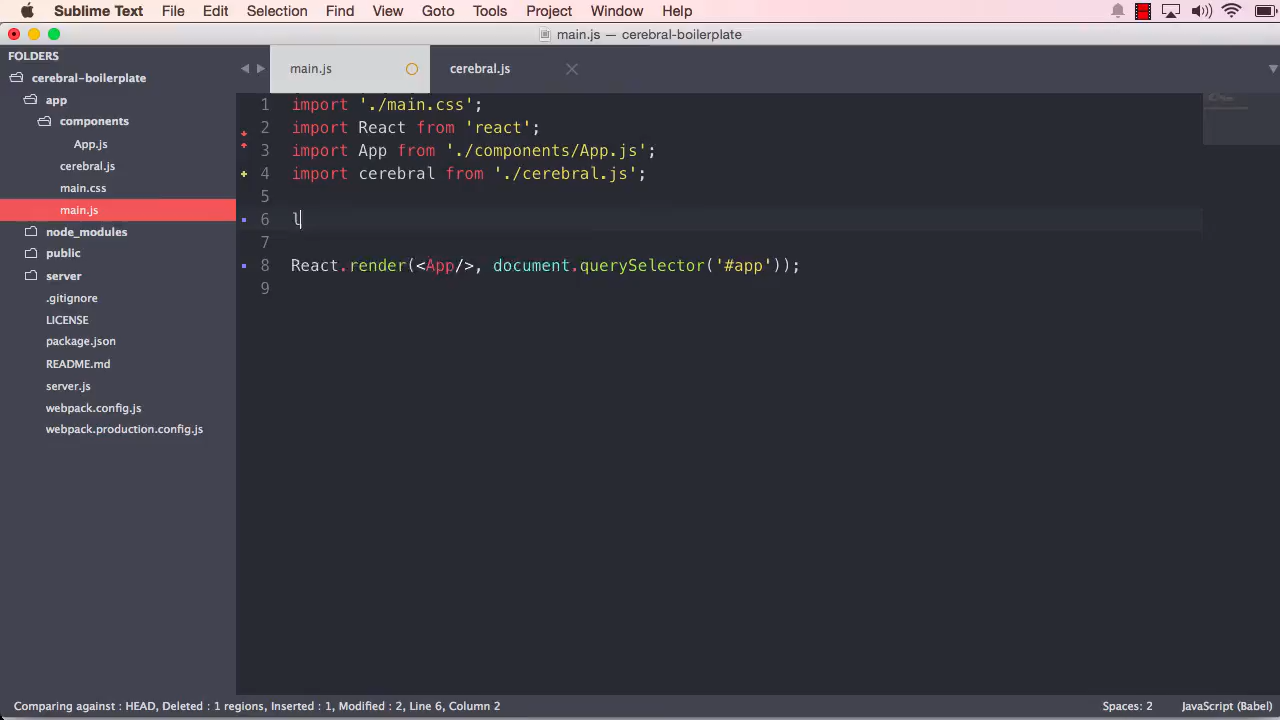 Sublime Text File Edit Selection Find View Goto Tools Project Window Help
main.js — cerebral-boilerplate
FOLDERS
cerebral-boilerplate
app
components
App.js
cerebral.js
main.css
main.js
node_modules
public
server
.gitignore
LICENSE
package.json
README.md
server.js
webpack.config.js
webpack.production.config.js
main.js cerebral.js
1 import './main.css';
2 import React from 'react';
3 import App from './components/App.js';
4 import cerebral from './cerebral.js';
5
6 l
7
8 React.render(<App/>, document.querySelector('#app'));
9
Comparing against : HEAD, Deleted : 1 regions, Inserted : 1, Modified : 2, Line 6, Column 2 Spaces: 2 JavaScript (Babel)